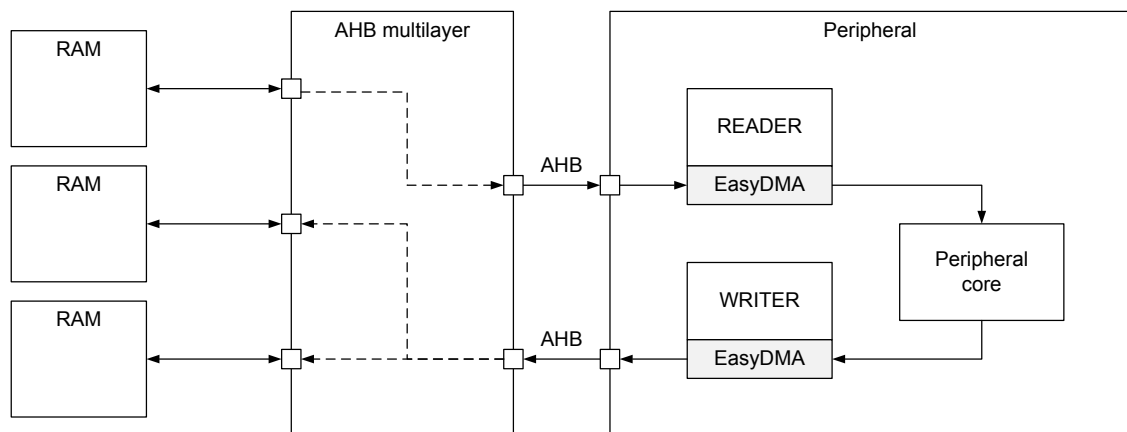 AHB multilayer
Peripheral
RAM
READER
AHB
EasyDMA
RAM
Peripheral
core
WRITER
RAM
AHB
EasyDMA